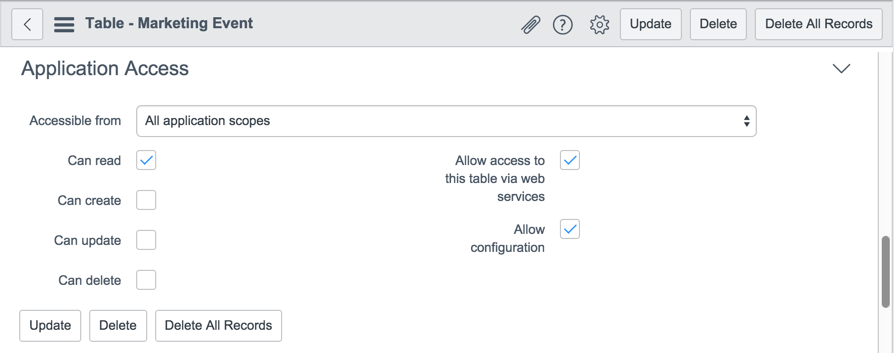 Table - Marketing Event
Update
Delete
Delete All Records
Application Access
Accessible from
All application scopes
Can read
Allow access to
this table via web
services
Can create
Can update
Allow
configuration
Can delete
Update
Delete
Delete All Records